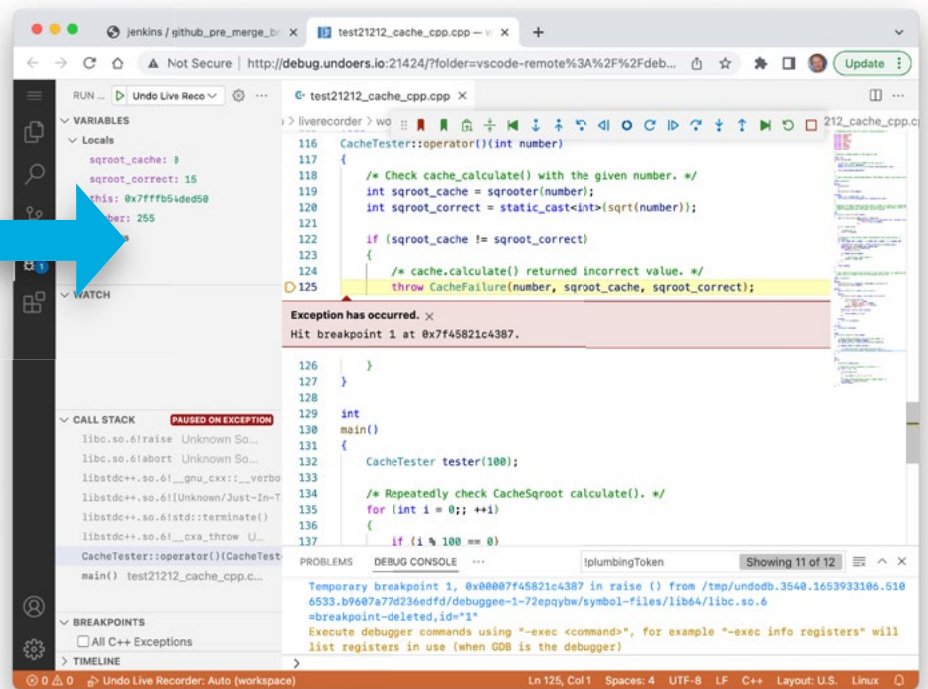 jenkins / github_pre_merge_b
test21212_cache_cpp.cpp —
Not Secure | http://debug.undoers.io:21424/?folder=vscode-remote%3A%2F%2Fdeb...
Update
RUN ...
Undo Live Reco
test21212_cache_cpp.cpp
> liverecorder > wo
212_cache_cpp.c
VARIABLES
Locals
sqroot_cache: 0
sqroot_correct: 15
this: 0x7fffb54ded50
ber: 255
s
WATCH
116 CacheTester::operator()(int number)
117 {
118 /* Check cache_calculate() with the given number. */
119 int sqroot_cache = sqrooter(number);
120 int sqroot_correct = static_cast<int>(sqrt(number));
121
122 if (sqroot_cache != sqroot_correct)
123 {
124 /* cache.calculate() returned incorrect value. */
125 throw CacheFailure(number, sqroot_cache, sqroot_correct);
Exception has occurred.
Hit breakpoint 1 at 0x7f45821c4387.
126 }
127 }
128
129 int
130 main()
131 {
132 CacheTester tester(100);
133
134 /* Repeatedly check CacheSqroot calculate(). */
135 for (int i = 0;; ++i)
136 {
137 if (i % 100 == 0)
CALL STACK
PAUSED ON EXCEPTION
libc.so.6!raise Unknown So...
libc.so.6!abort Unknown So...
libstdc++.so.6!__gnu_cxx::__verbo
libstdc++.so.6![Unknown/Just-In-T
libstdc++.so.6!std::terminate()
libstdc++.so.6!__cxa_throw U...
CacheTester::operator()(CacheTest
main() test21212_cache_cpp.c...
BREAKPOINTS
All C++ Exceptions
TIMELINE
PROBLEMS DEBUG CONSOLE ... !plumbingToken Showing 11 of 12
Temporary breakpoint 1, 0x00007f45821c4387 in raise () from /tmp/undodb.3540.1653933106.510
6533.b9607a77d236edfd/debuggee-1-72epqybw/symbol-files/lib64/libc.so.6
=breakpoint-deleted,id="1"
Execute debugger commands using "-exec <command>", for example "-exec info registers" will
list registers in use (when GDB is the debugger)
>
0 0 Undo Live Recorder: Auto (workspace)
Ln 125, Col 1 Spaces: 4 UTF-8 LF C++ Layout: U.S. Linux